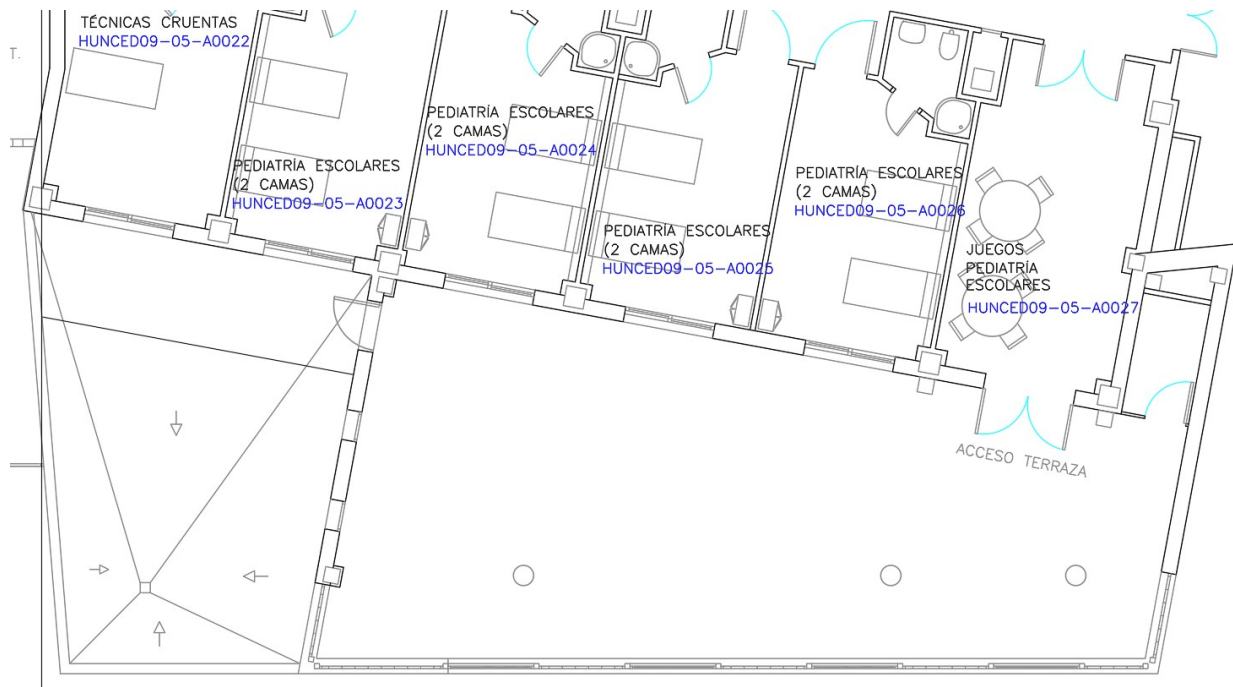 TÉCNICAS CRUENTAS
HUNCED09-05-A0022
T.
PEDIATRÍA ESCOLARES
(2 CAMAS)
HUNCED09-05-A0023
PEDIATRÍA ESCOLARES
(2 CAMAS)
HUNCED09-05-A0024
PEDIATRÍA ESCOLARES
(2 CAMAS)
HUNCED09-05-A0025
PEDIATRÍA ESCOLARES
(2 CAMAS)
HUNCED09-05-A0026
JUEGOS
PEDIATRÍA
ESCOLARES
HUNCED09-05-A0027
ACCESO TERRAZA